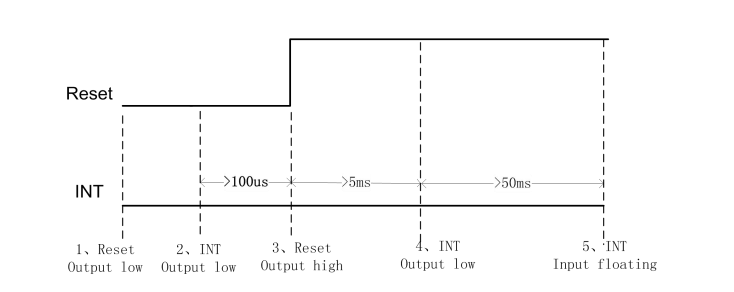 Reset
>100us
>5ms
>50ms
INT
1、Reset
Output low
2、INT
Output low
3、Reset
Output high
4、INT
Output low
5、INT
Input floating